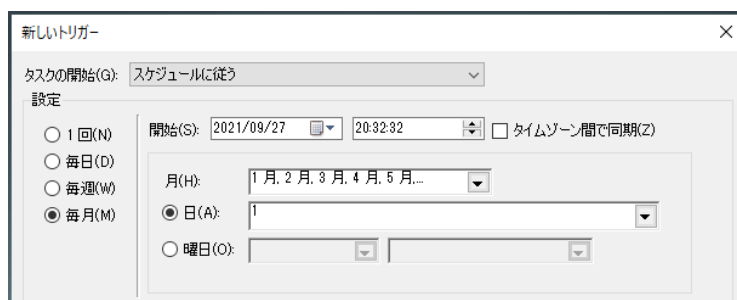 新しいトリガー
タスクの開始(G): スケジュールに従う
設定
1 回(N)
毎日(D)
毎週(W)
毎月(M)
開始(S): 2021/09/27 20:32:32 タイムゾーン間で同期(Z)
月(H): 1 月, 2 月, 3 月, 4 月, 5 月,...
日(A): 1
曜日(O):